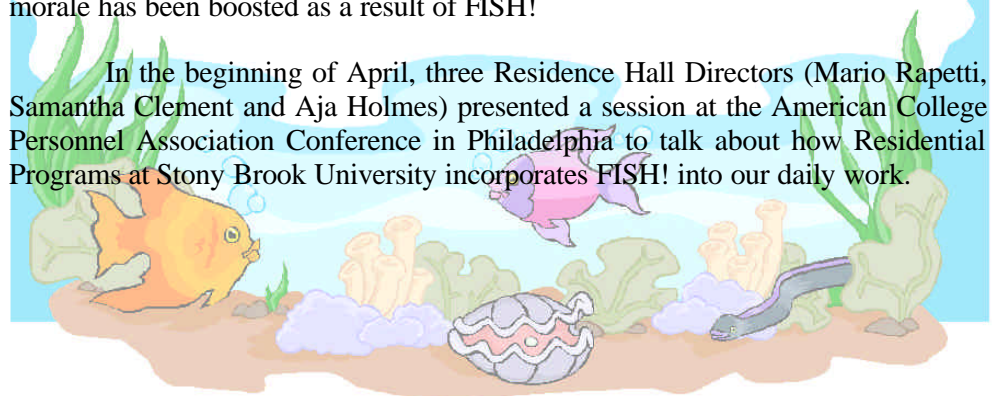 morale has been boosted as a result of FISH!
In the beginning of April, three Residence Hall Directors (Mario Rapetti,
Samantha Clement and Aja Holmes) presented a session at the American College
Personnel Association Conference in Philadelphia to talk about how Residential
Programs at Stony Brook University incorporates FISH! into our daily work.